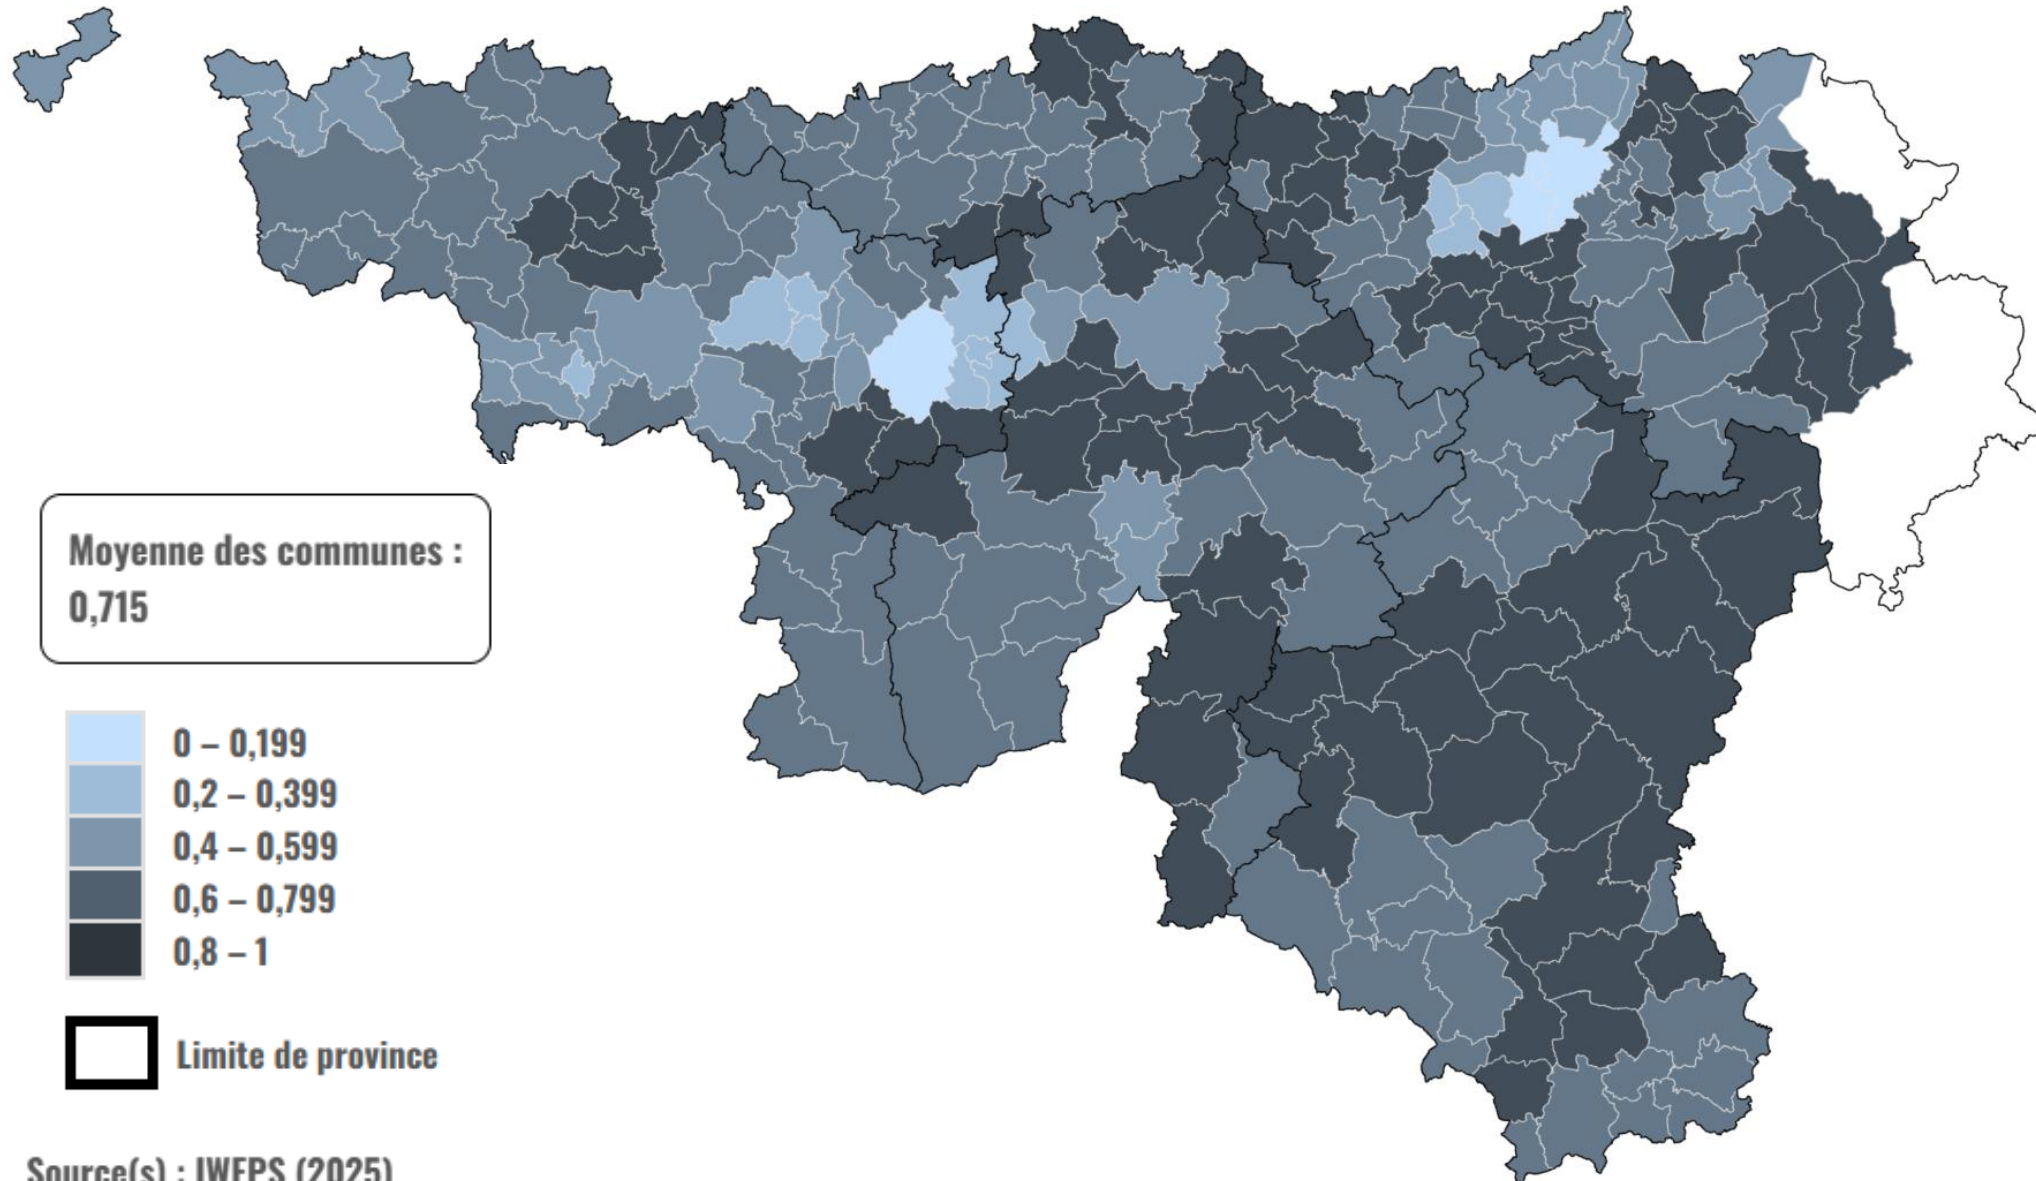 Moyenne des communes :
0,715
0 – 0,199
0,2 – 0,399
0,4 – 0,599
0,6 – 0,799
0,8 – 1
Limite de province
Source(s) : IWEPS (2025)